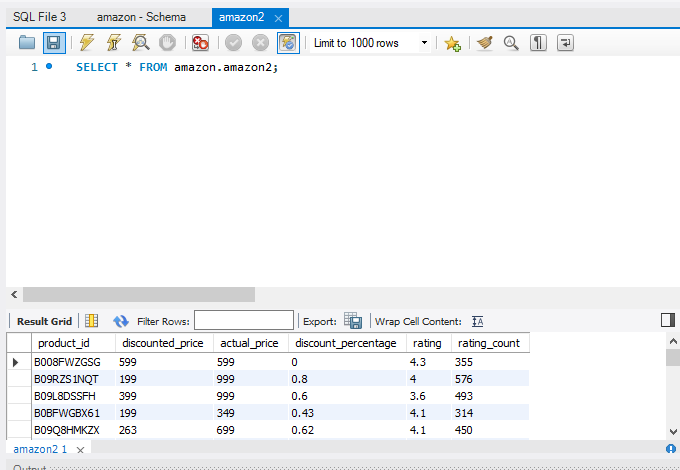 SQL File 3 amazon - Schema amazon2
Limit to 1000 rows
1 SELECT * FROM amazon.amazon2;
Result Grid Filter Rows: Export: Wrap Cell Content:
product_id discounted_price actual_price discount_percentage rating rating_count
B008FWZGSG 599 599 0 4.3 355
B09RZS1NQT 199 999 0.8 4 576
B09L8DSSFH 399 999 0.6 3.6 493
B0BFWGBX61 199 349 0.43 4.1 314
B09Q8HMKZX 263 699 0.62 4.1 450
amazon2 1
Output